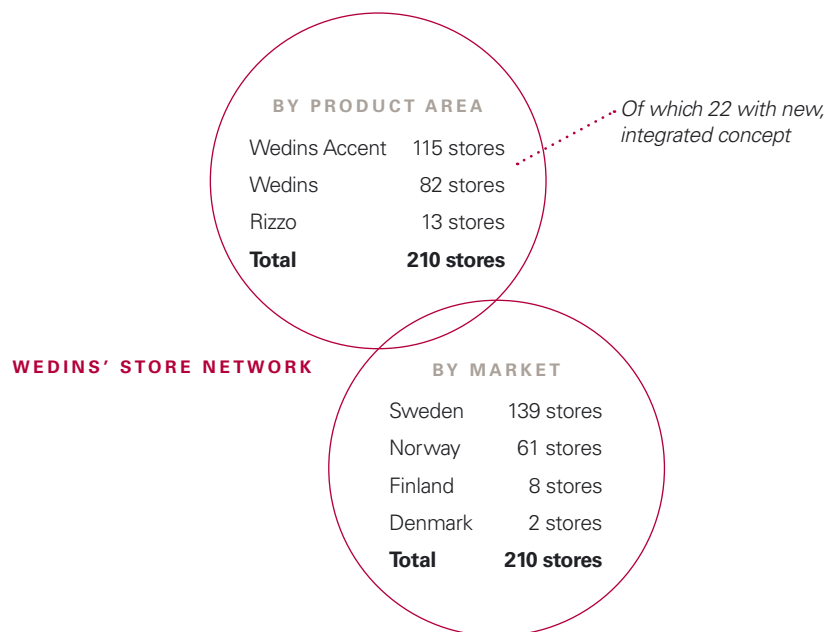 BY PRODUCT AREA
Wedins Accent 115 stores
Wedins 82 stores
Rizzo 13 stores
Total 210 stores
Of which 22 with new,
integrated concept
WEDINS’ STORE NETWORK
BY MARKET
Sweden 139 stores
Norway 61 stores
Finland 8 stores
Denmark 2 stores
Total 210 stores